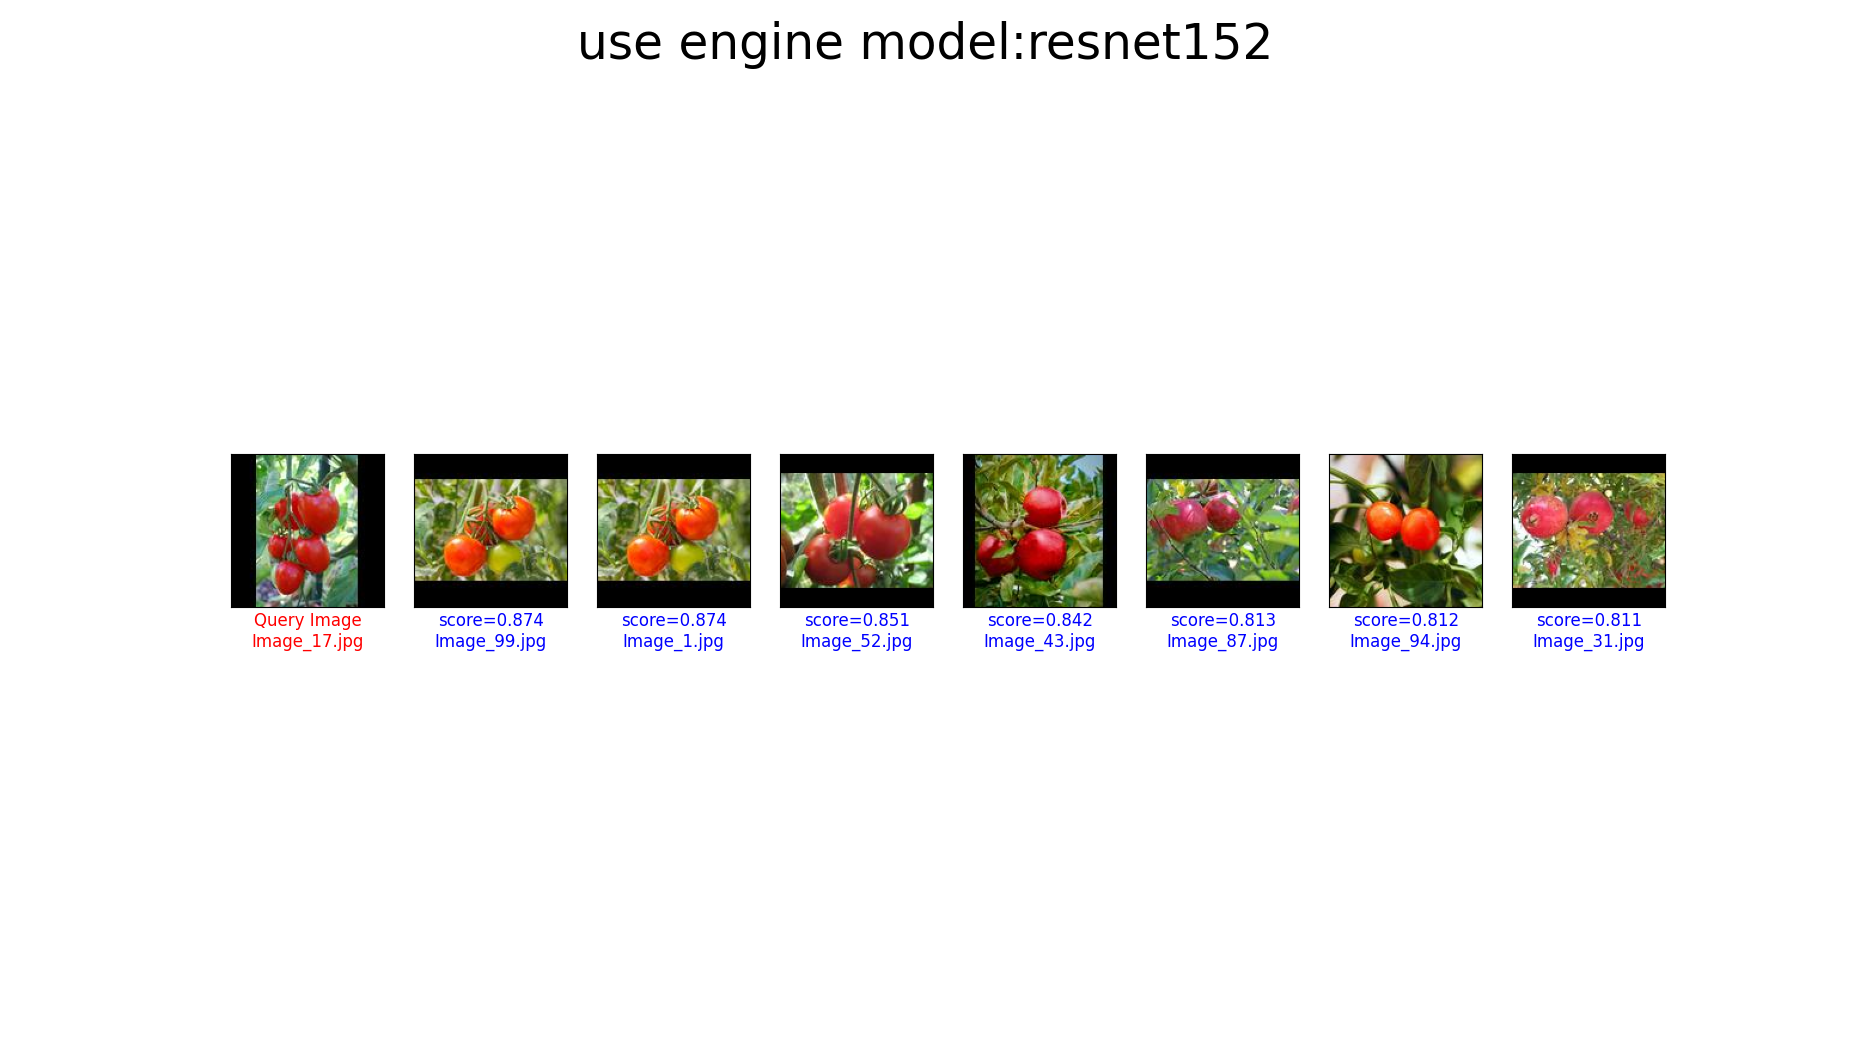 use engine model:resnet152
Query Image
Image_17.jpg
score=0.874
Image_99.jpg
score=0.874
Image_1.jpg
score=0.851
Image_52.jpg
score=0.842
Image_43.jpg
score=0.813
Image_87.jpg
score=0.812
Image_94.jpg
score=0.811
Image_31.jpg